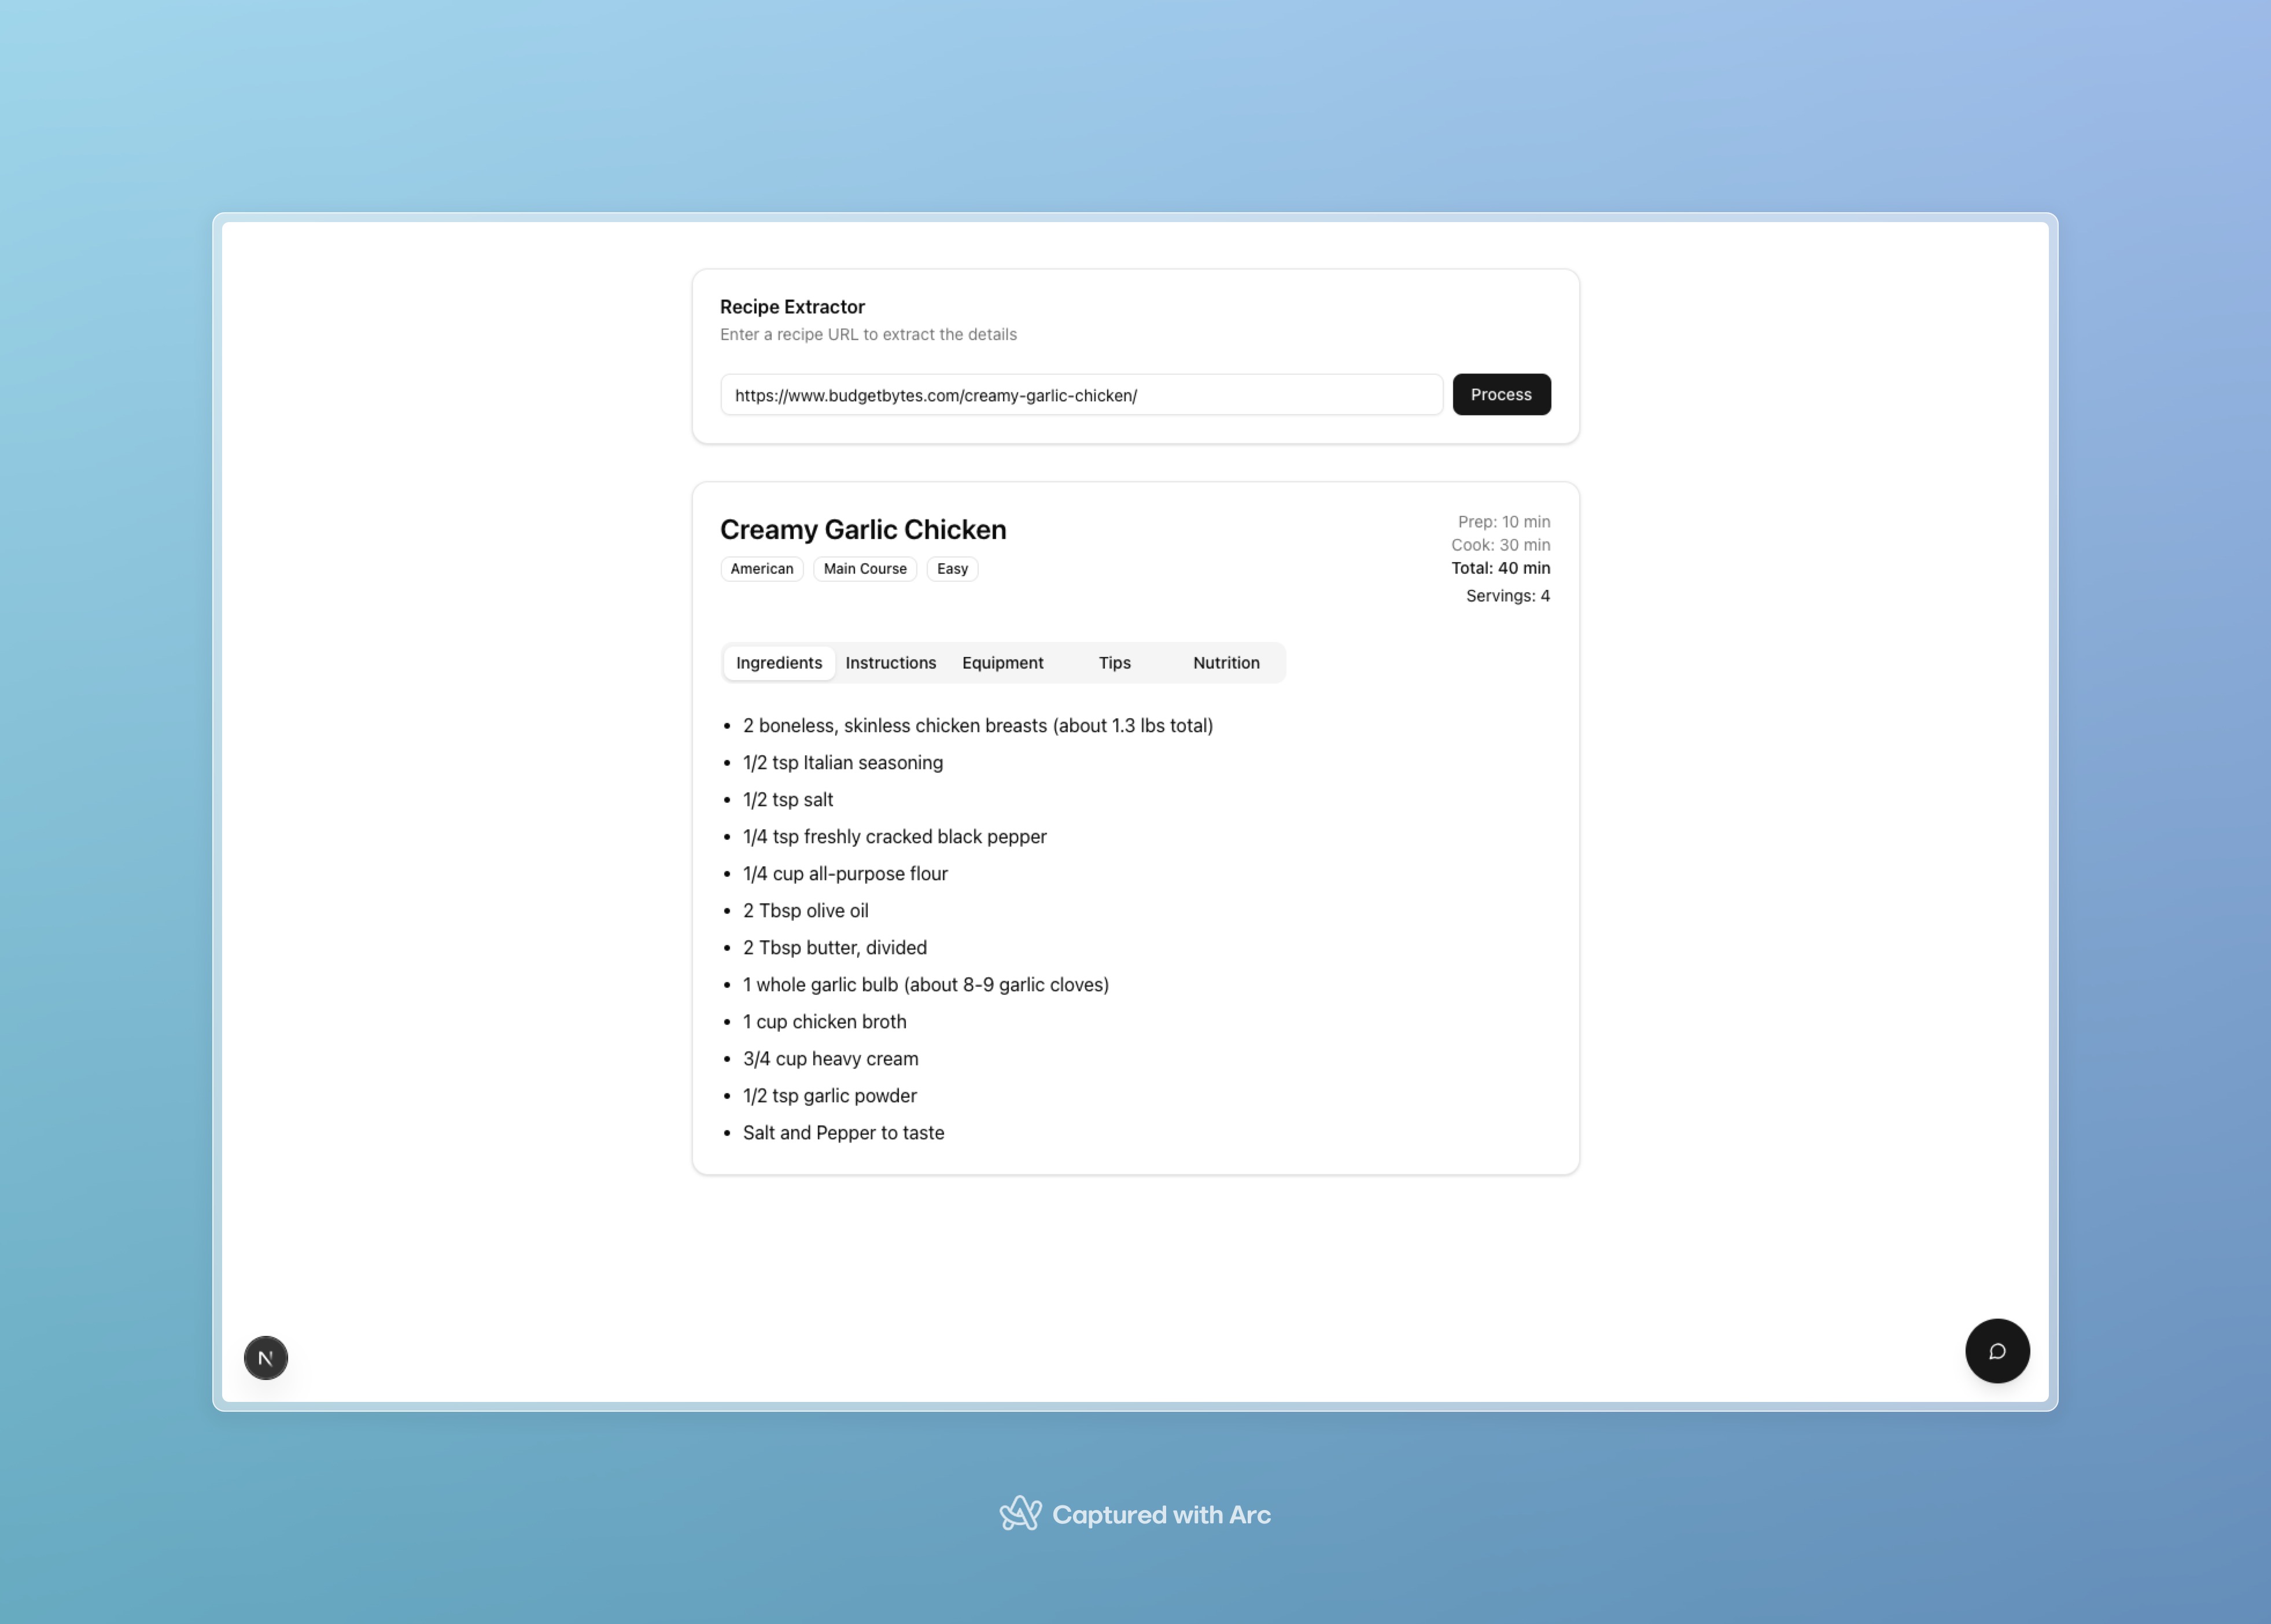 Recipe Extractor
Enter a recipe URL to extract the details
https://www.budgetbytes.com/creamy-garlic-chicken/
Process
Creamy Garlic Chicken
American
Main Course
Easy
Prep: 10 min
Cook: 30 min
Total: 40 min
Servings: 4
Ingredients
Instructions
Equipment
Tips
Nutrition
• 2 boneless, skinless chicken breasts (about 1.3 lbs total)
• 1/2 tsp Italian seasoning
• 1/2 tsp salt
• 1/4 tsp freshly cracked black pepper
• 1/4 cup all-purpose flour
• 2 Tbsp olive oil
• 2 Tbsp butter, divided
• 1 whole garlic bulb (about 8-9 garlic cloves)
• 1 cup chicken broth
• 3/4 cup heavy cream
• 1/2 tsp garlic powder
• Salt and Pepper to taste
N
Captured with Arc